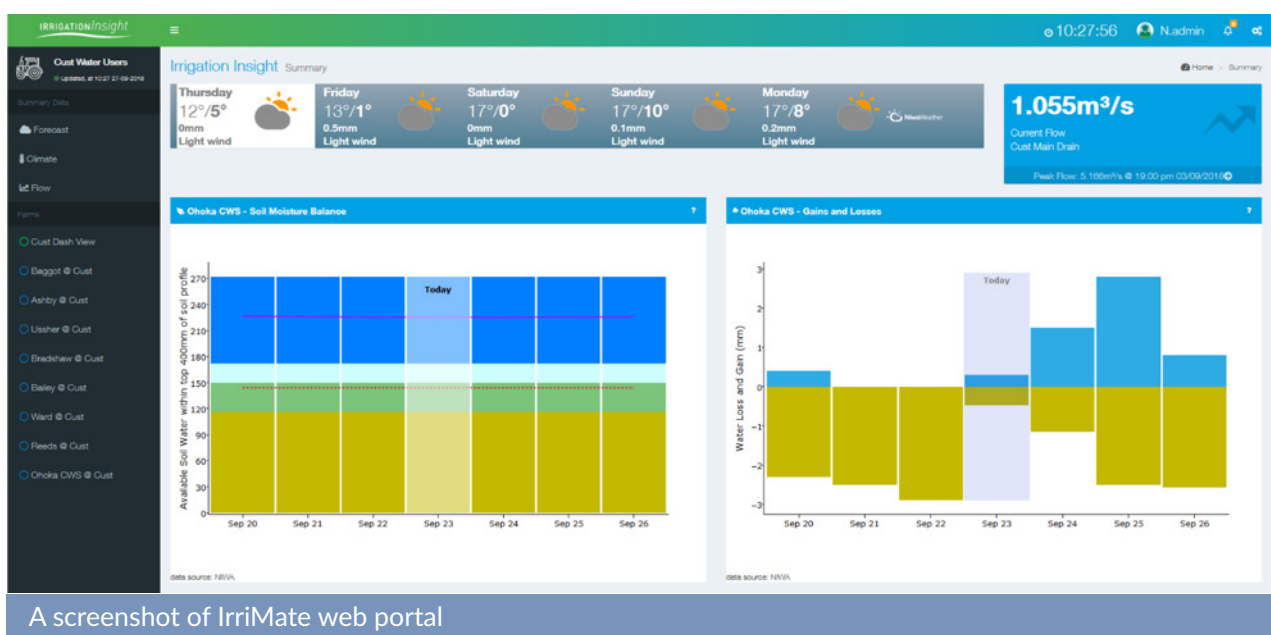 IRRIGATIONInsight
10:27:56
N.admin
Cust Water Users
Updated, at 10:27 27-09-2018
Summary Data
Forecast
Climate
Flow
Farms
Cust Dash View
Baggot @ Cust
Ashby @ Cust
Ussher @ Cust
Bradshaw @ Cust
Bailey @ Cust
Ward @ Cust
Reeds @ Cust
Ohoka CWS @ Cust
Irrigation Insight Summary
Home > Summary
Thursday
12°/5°
0mm
Light wind
Friday
13°/1°
0.5mm
Light wind
Saturday
17°/0°
0mm
Light wind
Sunday
17°/10°
0.1mm
Light wind
Monday
17°/8°
0.2mm
Light wind
NiwaWeather
1.055m³/s
Current Flow
Cust Main Drain
Peak Flow: 5.166m³/s @ 19:00 pm 03/09/2018
Ohoka CWS - Soil Moisture Balance ?
Available Soil Water within top 400mm of soil profile
270
240
210
180
150
120
90
60
30
0
Today
Sep 20 Sep 21 Sep 22 Sep 23 Sep 24 Sep 25 Sep 26
data source: NIWA
Ohoka CWS - Gains and Losses ?
Water Loss and Gain (mm)
3
2
1
0
−1
−2
−3
Today
Sep 20 Sep 21 Sep 22 Sep 23 Sep 24 Sep 25 Sep 26
data source: NIWA
A screenshot of IrriMate web portal